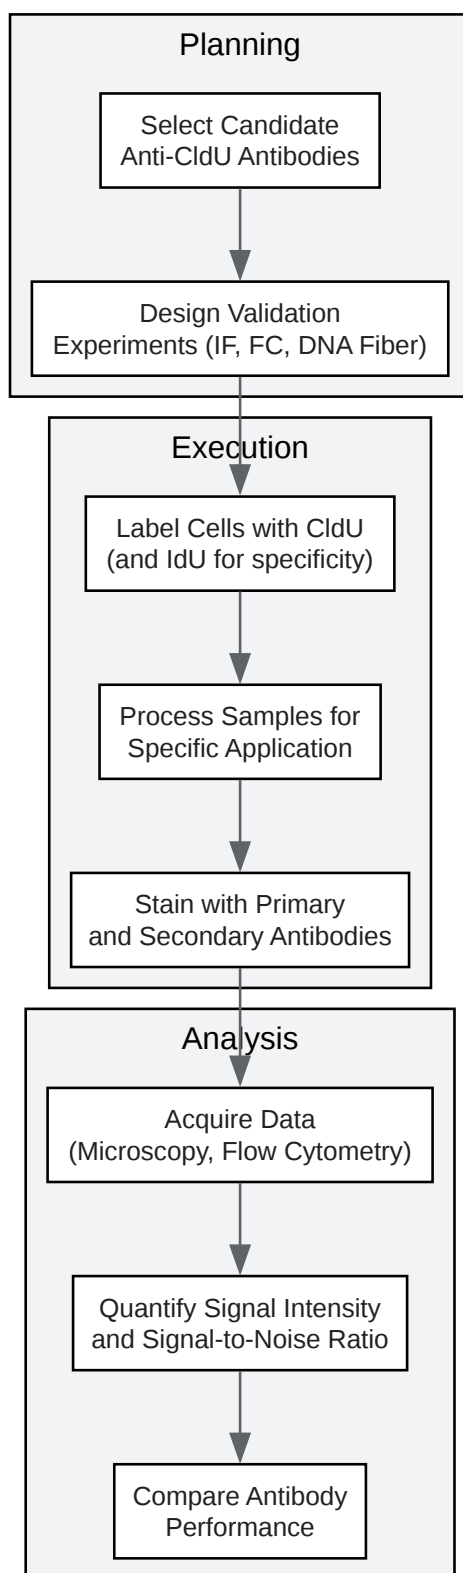 Planning
Select Candidate
Anti-CldU Antibodies
Design Validation
Experiments (IF, FC, DNA Fiber)
Execution
Label Cells with CldU
(and IdU for specificity)
Process Samples for
Specific Application
Stain with Primary
and Secondary Antibodies
Analysis
Acquire Data
(Microscopy, Flow Cytometry)
Quantify Signal Intensity
and Signal-to-Noise Ratio
Compare Antibody
Performance